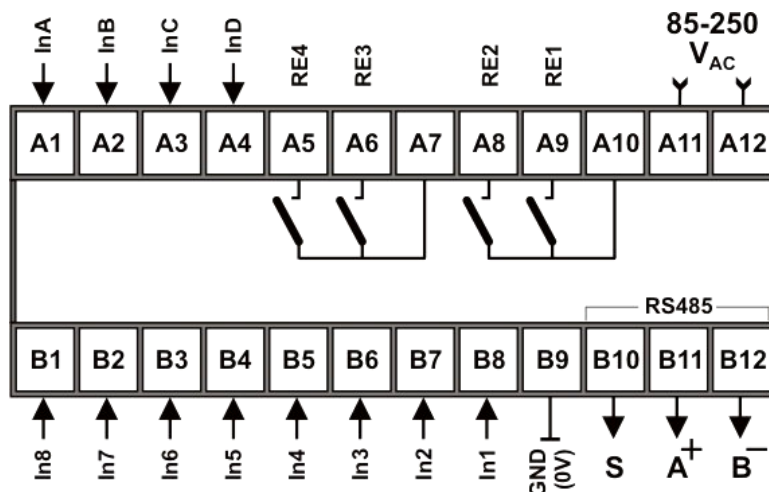 85-250
VAC
InA InB InC InD RE4 RE3 RE2 RE1
A1 A2 A3 A4 A5 A6 A7 A8 A9 A10 A11 A12
RS485
B1 B2 B3 B4 B5 B6 B7 B8 B9 B10 B11 B12
In8 In7 In6 In5 In4 In3 In2 In1 GND
(0V)
S A+ B−